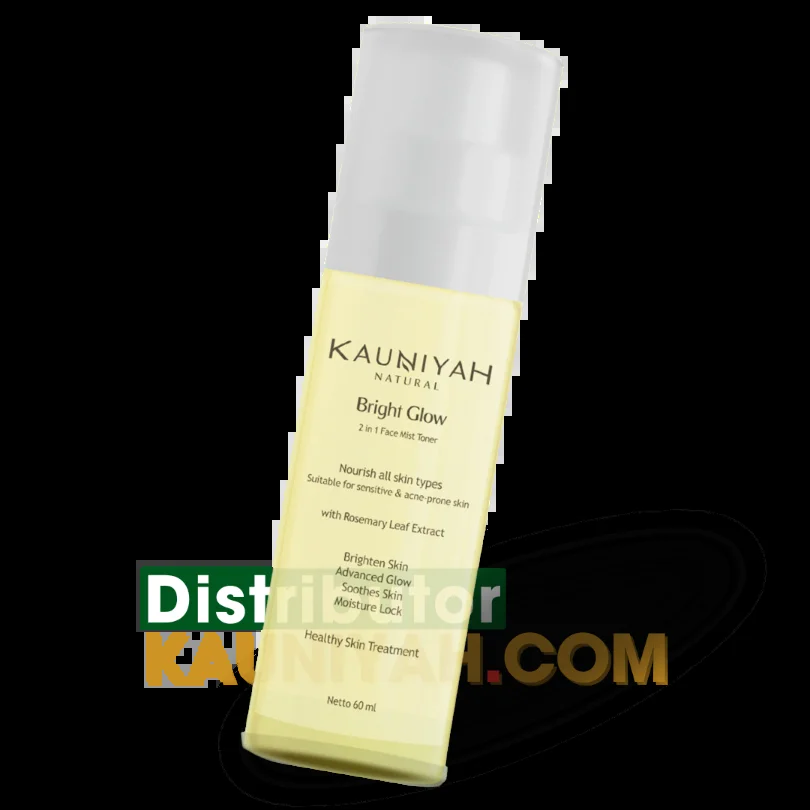 KAUNIYAH
NATURAL
Bright Glow
2 in 1 Face Mist Toner
Nourish all skin types
Suitable for sensitive & acne-prone skin
with Rosemary Leaf Extract
Brighten Skin
Advanced Glow
Soothes Skin
Moisture Lock
Distributor
KAUNIYAH.COM
Healthy Skin Treatment
Netto 60 ml